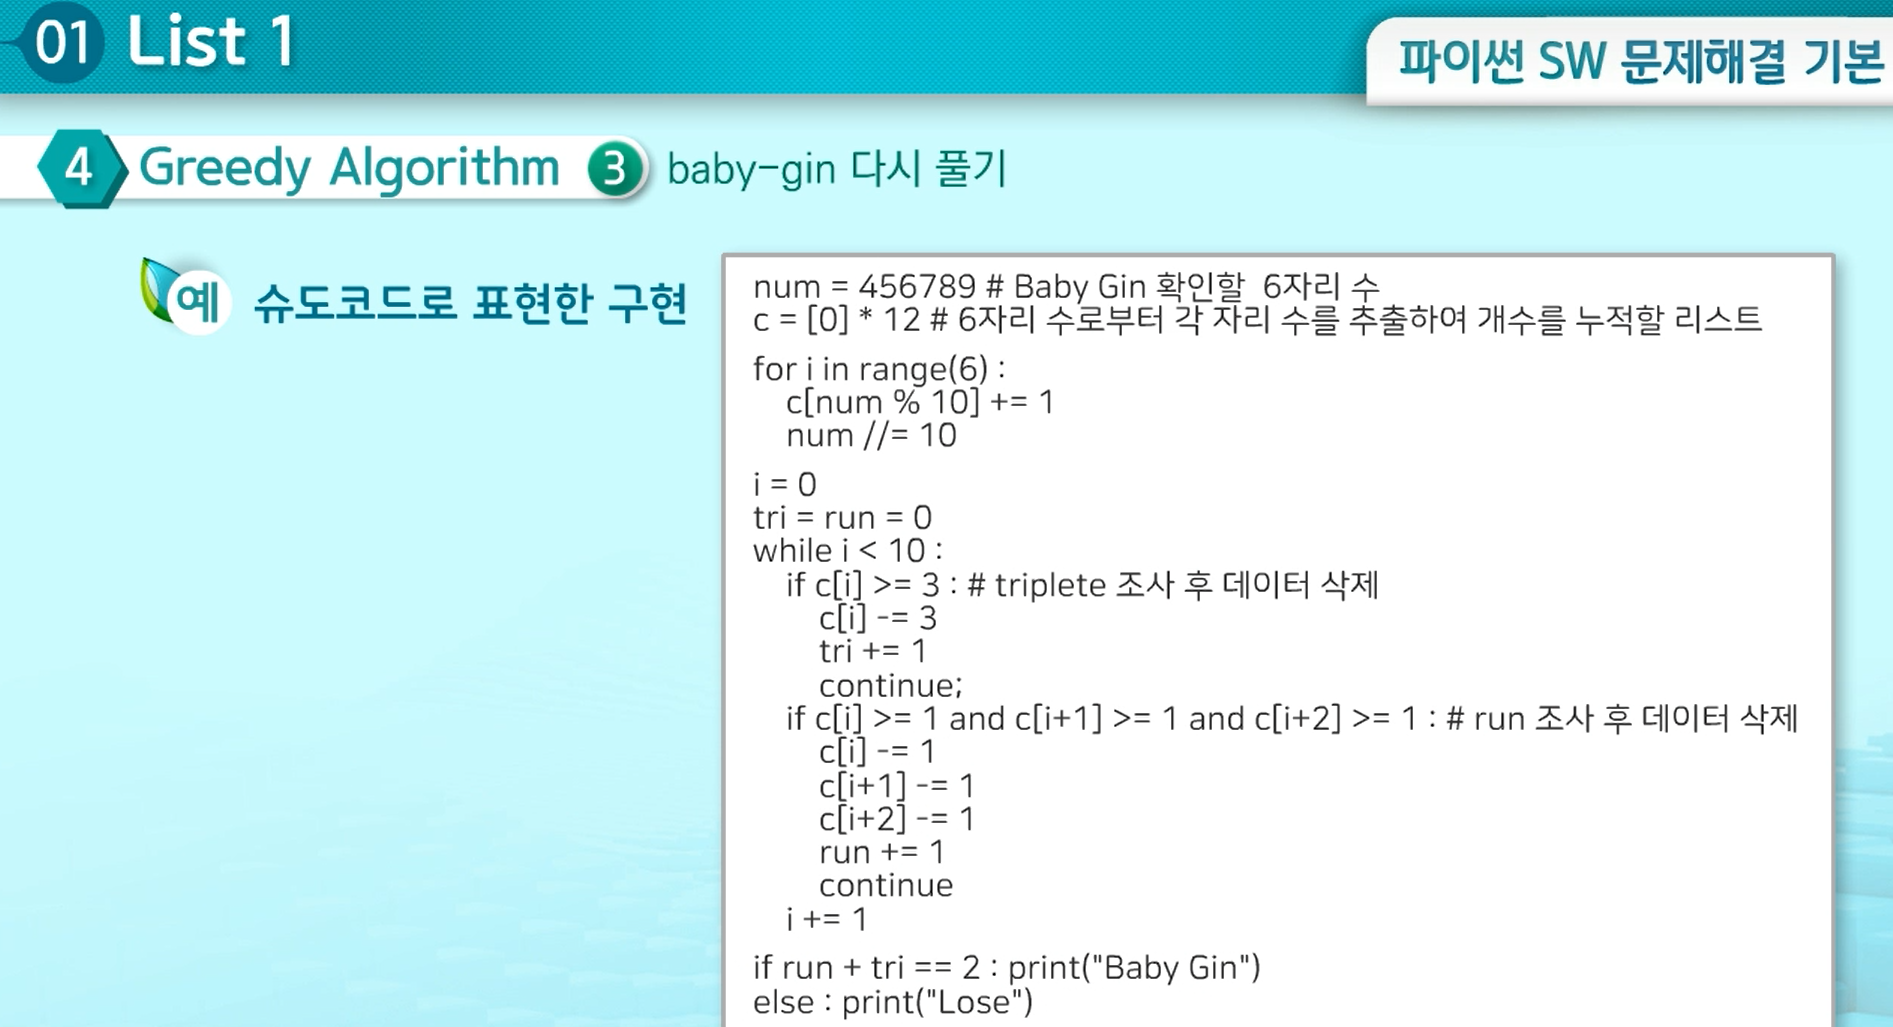 01 List 1
파이썬 SW 문제해결 기본
4 Greedy Algorithm 3 baby-gin 다시 풀기
예 슈도코드로 표현한 구현
num = 456789 # Baby Gin 확인할 6자리 수
c = [0] * 12 # 6자리 수로부터 각 자리 수를 추출하여 개수를 누적할 리스트
for i in range(6) :
    c[num % 10] += 1
    num //= 10
i = 0
tri = run = 0
while i < 10 :
    if c[i] >= 3 : # triplete 조사 후 데이터 삭제
        c[i] -= 3
        tri += 1
        continue;
    if c[i] >= 1 and c[i+1] >= 1 and c[i+2] >= 1 : # run 조사 후 데이터 삭제
        c[i] -= 1
        c[i+1] -= 1
        c[i+2] -= 1
        run += 1
        continue
    i += 1
if run + tri == 2 : print("Baby Gin")
else : print("Lose")